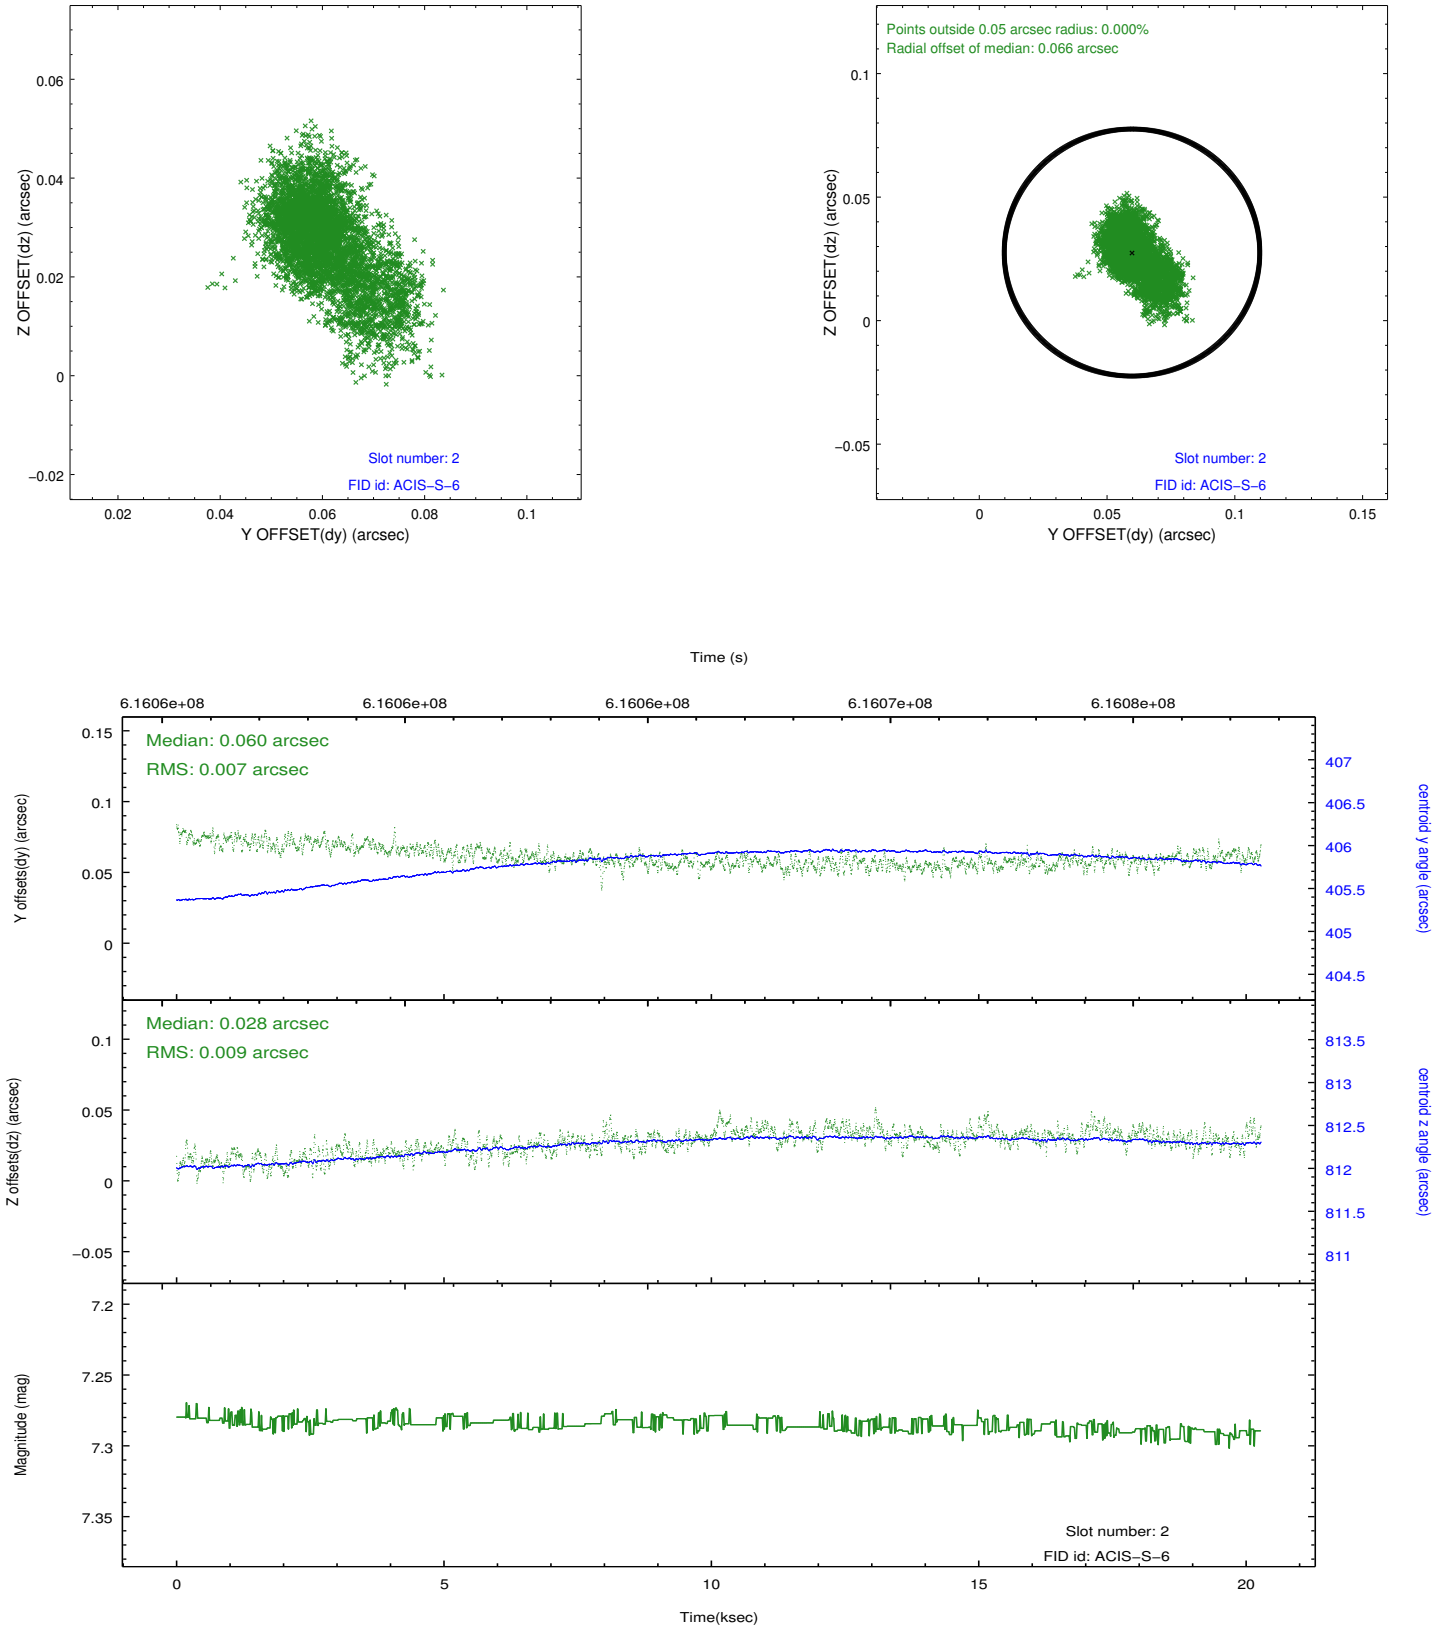 0.06
0.04
0.02
0
−0.02
Z OFFSET(dz) (arcsec)
Slot number: 2
FID id: ACIS−S−6
0.02 0.04 0.06 0.08 0.1
Y OFFSET(dy) (arcsec)
Points outside 0.05 arcsec radius: 0.000%
Radial offset of median: 0.066 arcsec
0.1
0.05
0
−0.05
Z OFFSET(dz) (arcsec)
Slot number: 2
FID id: ACIS−S−6
0 0.05 0.1 0.15
Y OFFSET(dy) (arcsec)
Time (s)
6.1606e+08 6.1606e+08 6.1606e+08 6.1607e+08 6.1608e+08
Median: 0.060 arcsec
RMS: 0.007 arcsec
0.15
0.1
0.05
0
Y offsets(dy) (arcsec)
407
406.5
406
405.5
405
404.5
centroid y angle (arcsec)
Median: 0.028 arcsec
RMS: 0.009 arcsec
0.1
0.05
0
−0.05
Z offsets(dz) (arcsec)
813.5
813
812.5
812
811.5
811
centroid z angle (arcsec)
7.2
7.25
7.3
7.35
Magnitude (mag)
Slot number: 2
FID id: ACIS−S−6
0 5 10 15 20
Time(ksec)